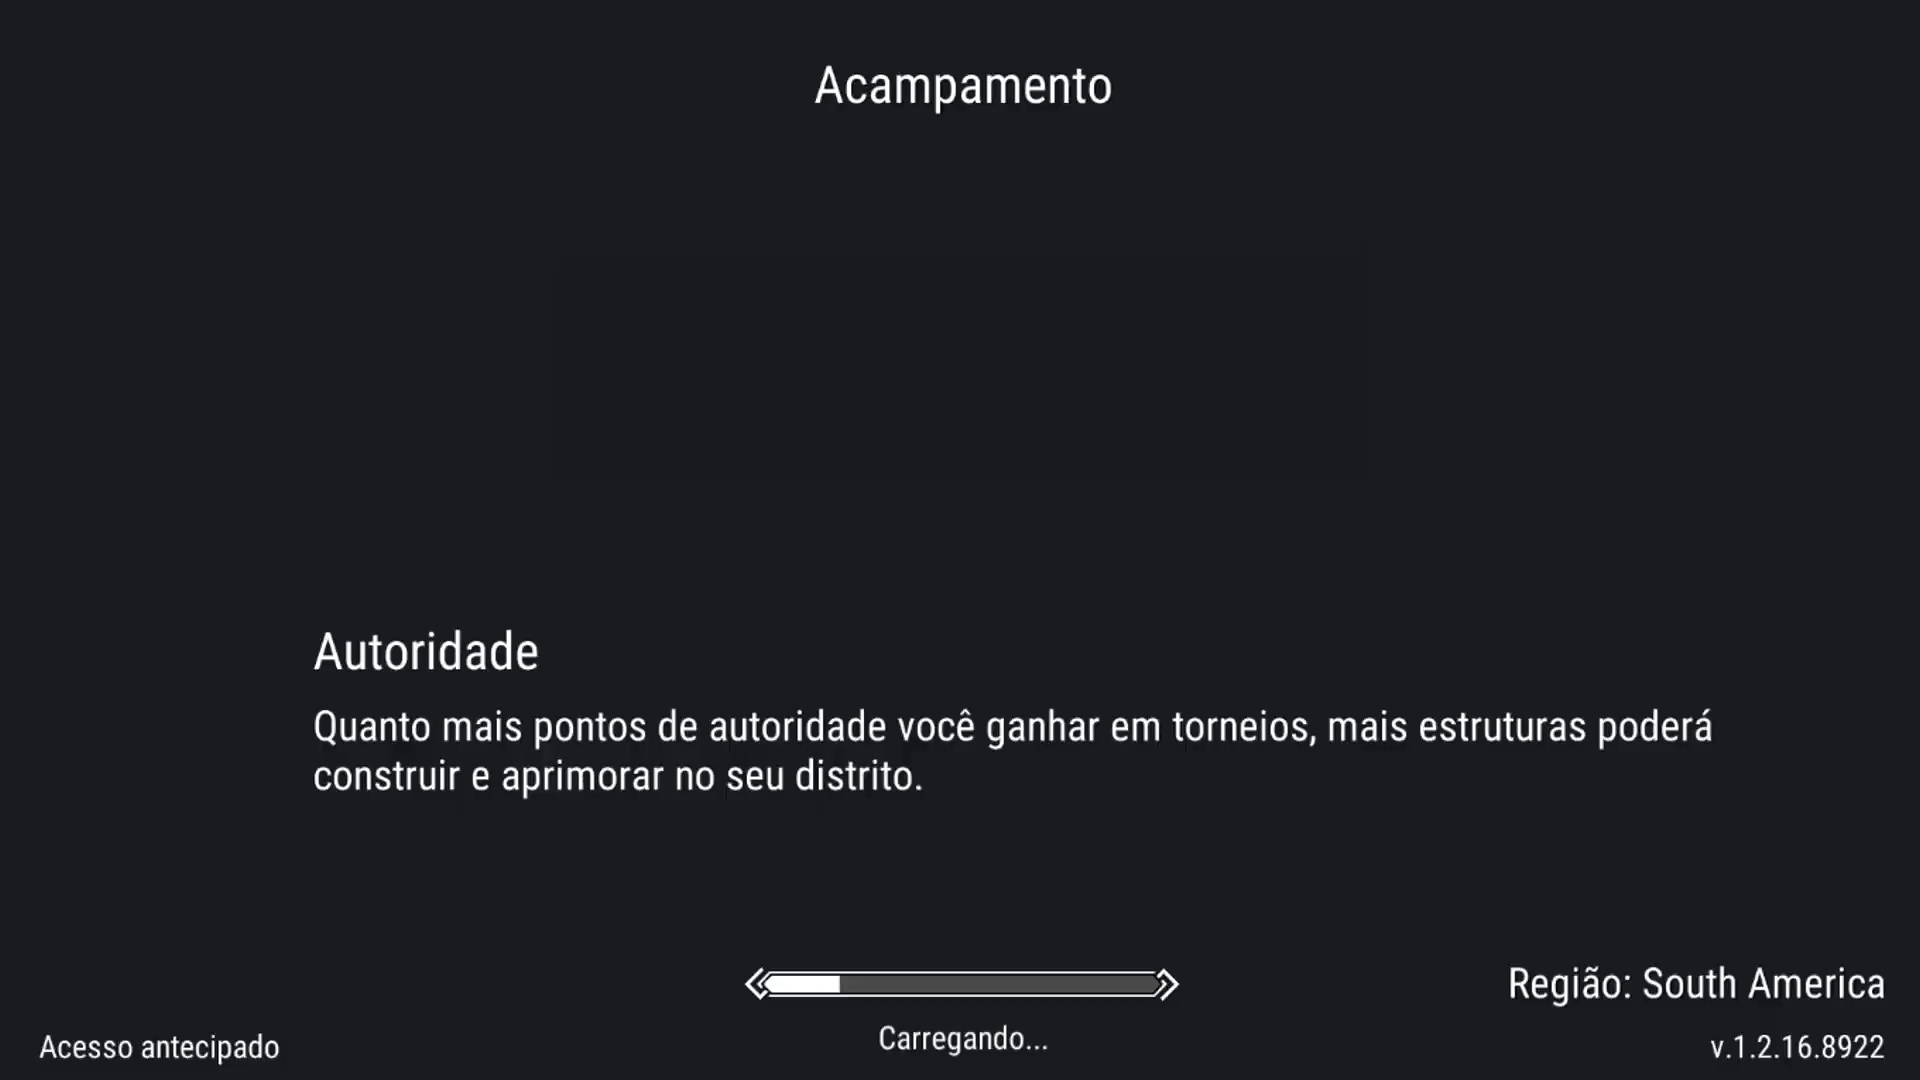 Acampamento
Autoridade
Quanto mais pontos de autoridade você ganhar em torneios, mais estruturas poderá
construir e aprimorar no seu distrito.
Região: South America
Carregando...
Acesso antecipado
v.1.2.16.8922